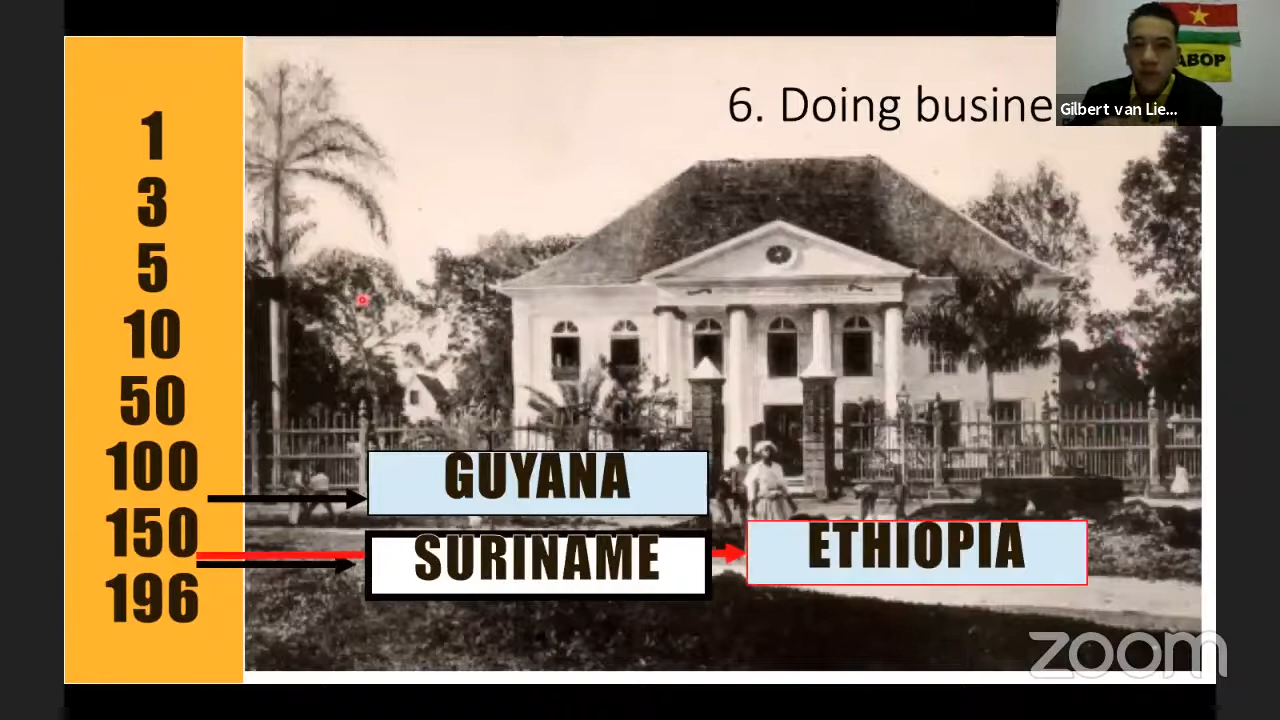 6. Doing busine
ABOP
Gilbert van Lie...
1
3
5
10
50
100
150
196
GUYANA
SURINAME
ETHIOPIA
zoom